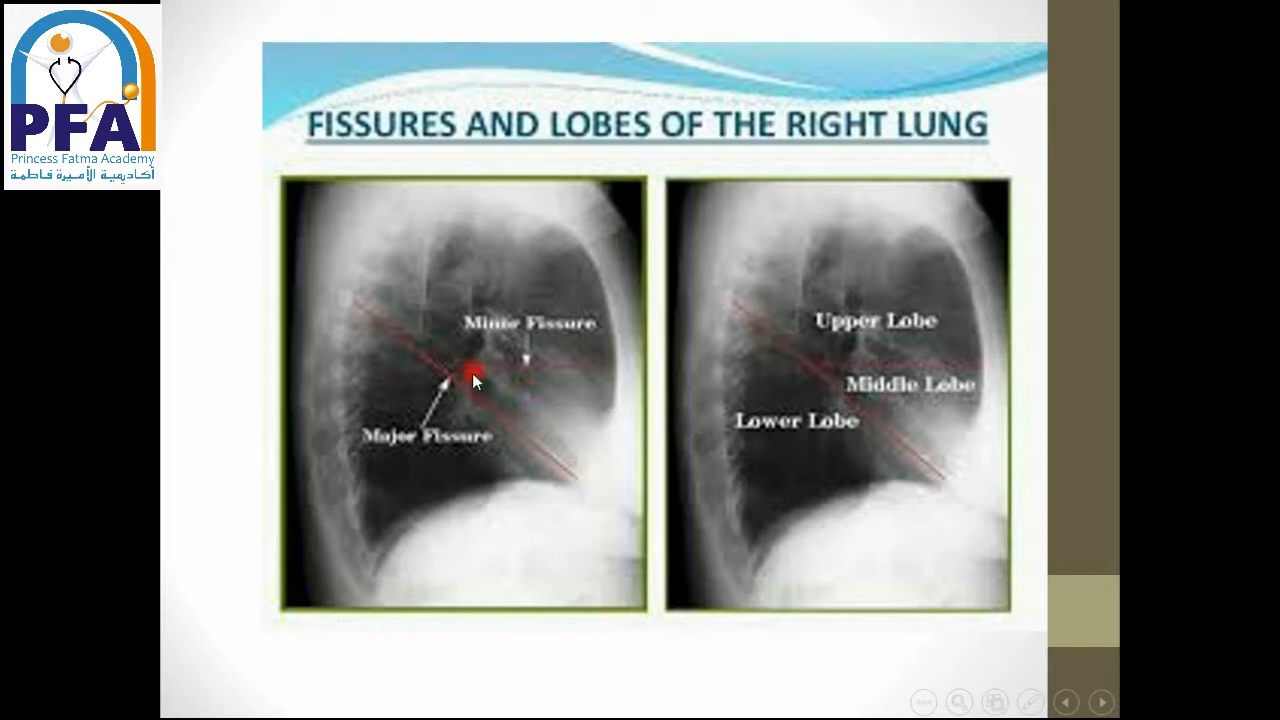 PFA
Princess Fatma Academy
أكاديمية الأميرة فاطمة
FISSURES AND LOBES OF THE RIGHT LUNG
Minor Fissure
Major Fissure
Upper Lobe
Middle Lobe
Lower Lobe